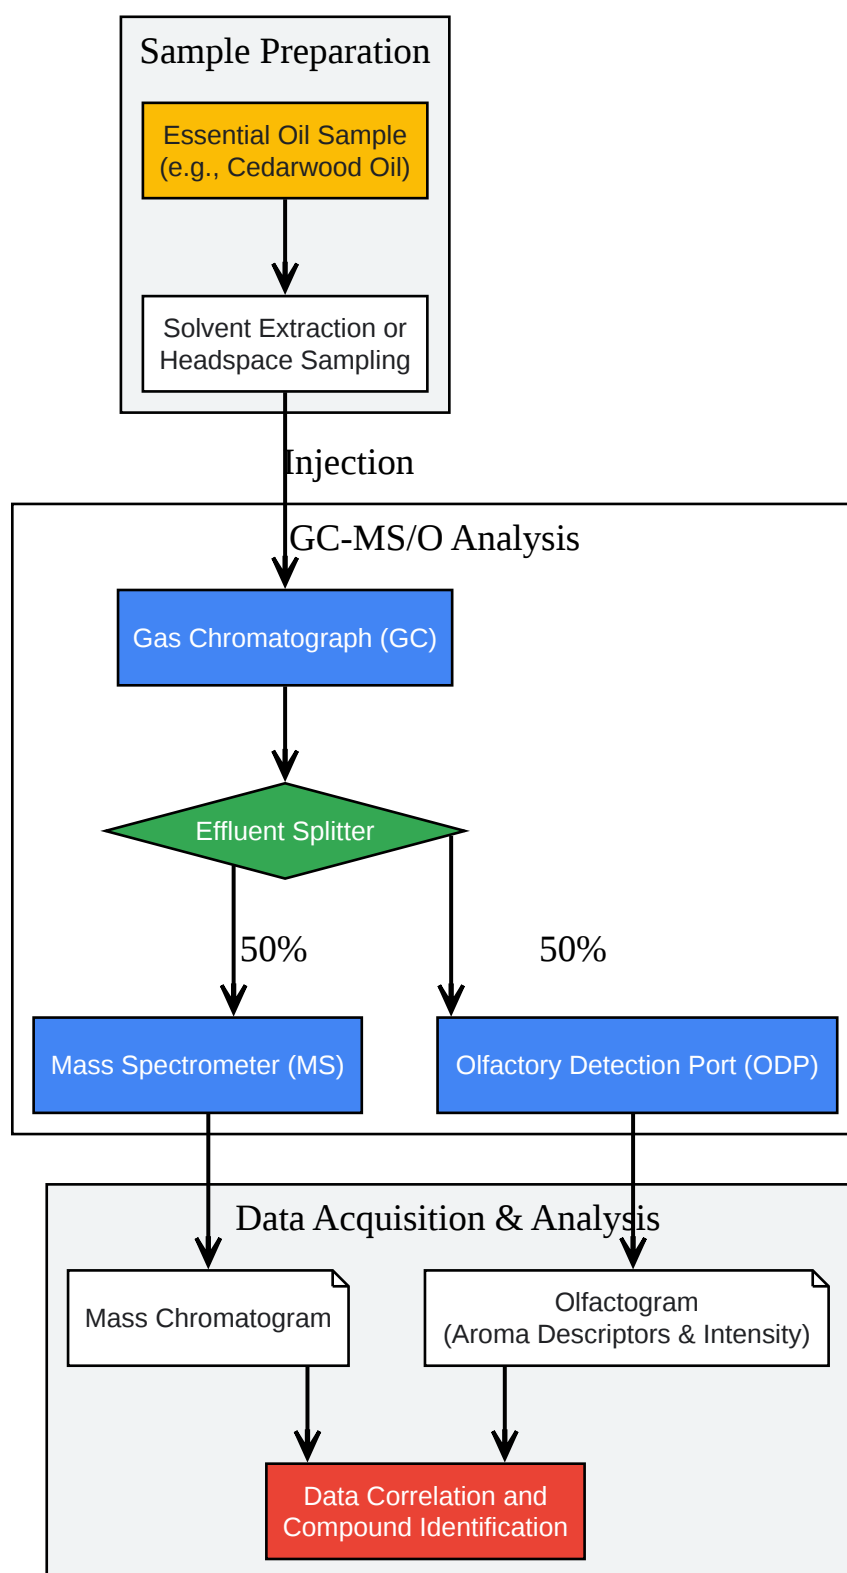 Sample Preparation
Essential Oil Sample
(e.g., Cedarwood Oil)
Solvent Extraction or
Headspace Sampling
Injection
GC-MS/O Analysis
Gas Chromatograph (GC)
Effluent Splitter
50%
50%
Mass Spectrometer (MS)
Olfactory Detection Port (ODP)
Data Acquisition & Analysis
Mass Chromatogram
Olfactogram
(Aroma Descriptors & Intensity)
Data Correlation and
Compound Identification